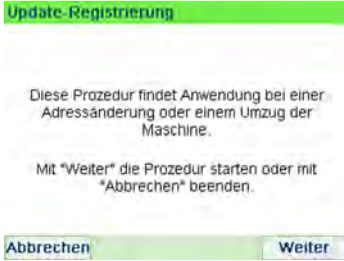 Update-Registrierung
Diese Prozedur findet Anwendung bei einer
Adressänderung oder einem Umzug der
Maschine.
Mit "Weiter" die Prozedur starten oder mit
"Abbrechen" beenden.
Abbrechen Weiter